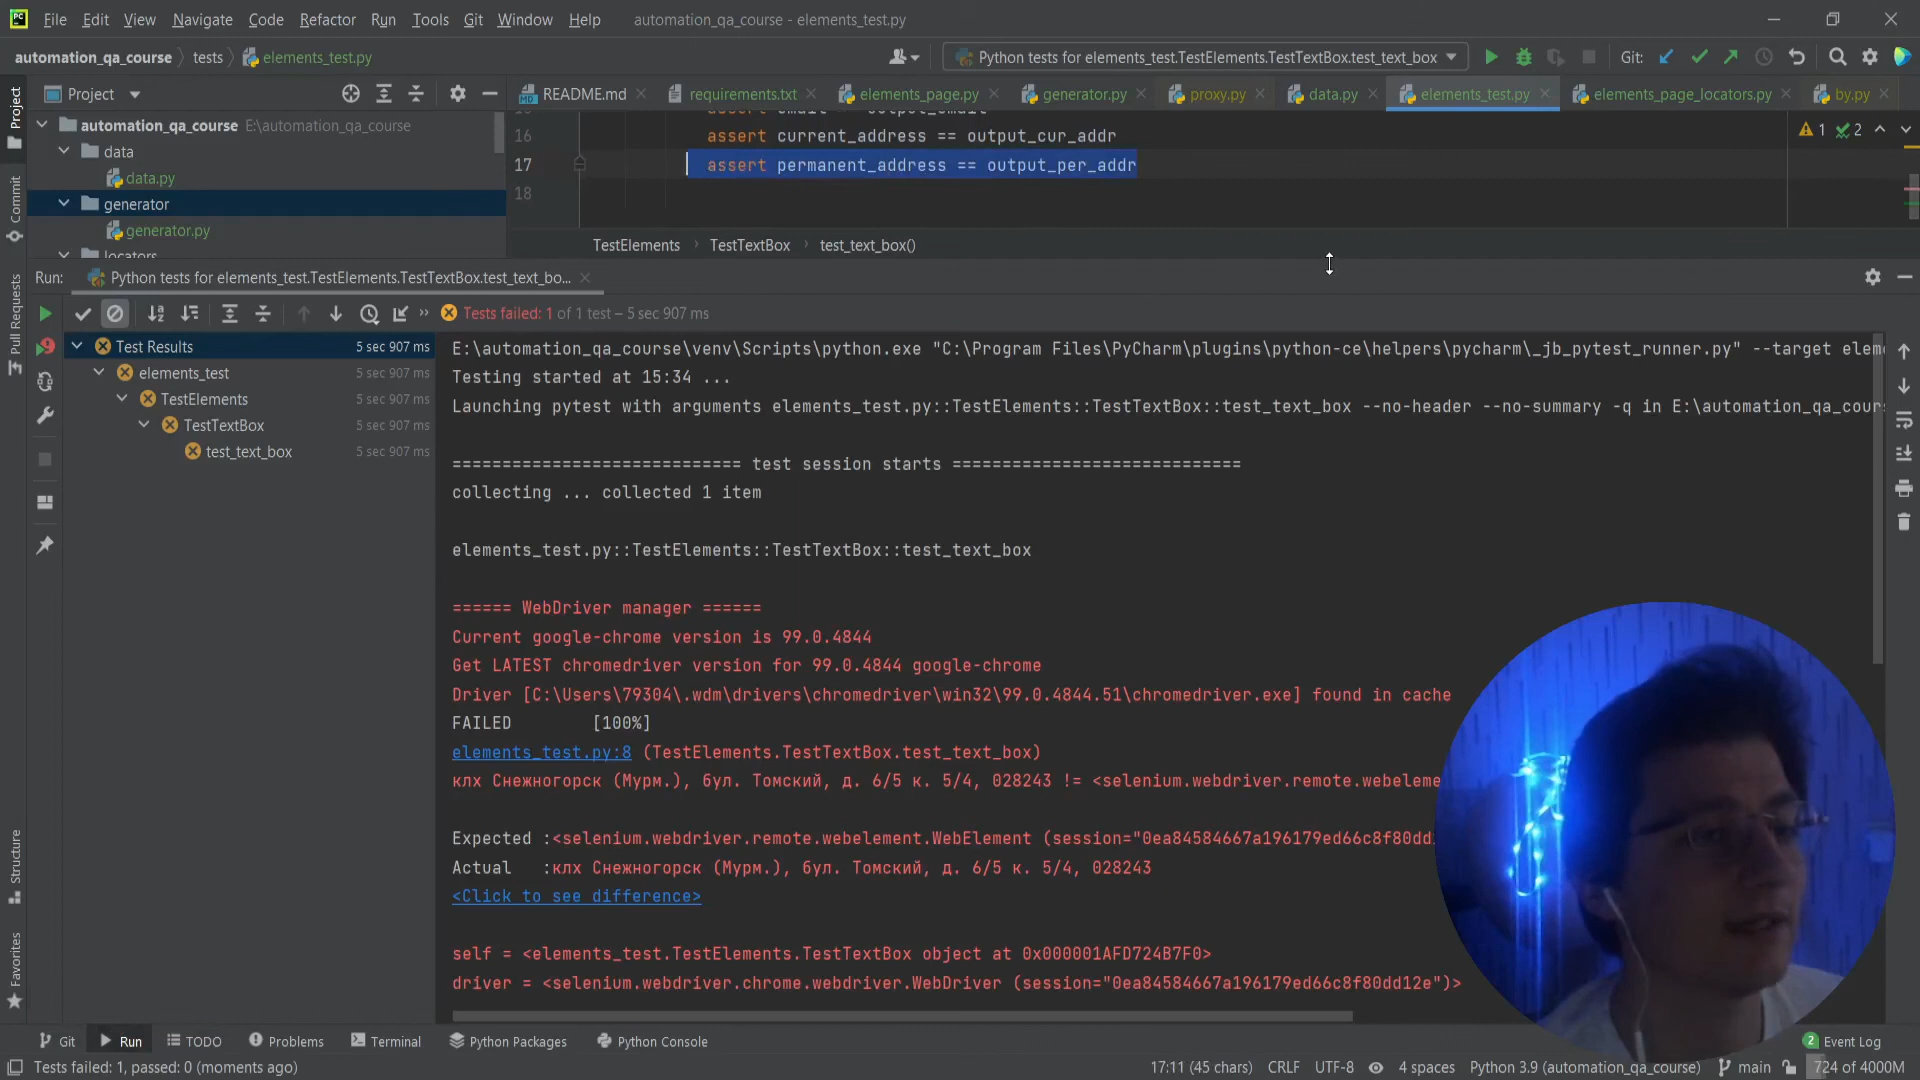 File Edit View Navigate Code Refactor Run Tools Git Window Help automation_qa_course - elements_test.py
automation_qa_course tests elements_test.py Python tests for elements_test.TestElements.TestTextBox.test_text_box Git:
Project README.md requirements.txt elements_page.py generator.py proxy.py data.py elements_test.py elements_page_locators.py by.py
Project
Commit
Pull Requests
Structure
Favorites
automation_qa_course E:\automation_qa_course
data
data.py
generator
generator.py
locators
16 assert current_address == output_cur_addr
17 assert permanent_address == output_per_addr
18
1 2
TestElements TestTextBox test_text_box()
Run: Python tests for elements_test.TestElements.TestTextBox.test_text_bo...
Tests failed: 1 of 1 test – 5 sec 907 ms
Test Results 5 sec 907 ms
elements_test 5 sec 907 ms
TestElements 5 sec 907 ms
TestTextBox 5 sec 907 ms
test_text_box 5 sec 907 ms
E:\automation_qa_course\venv\Scripts\python.exe "C:\Program Files\PyCharm\plugins\python-ce\helpers\pycharm\_jb_pytest_runner.py" --target elem
Testing started at 15:34 ...
Launching pytest with arguments elements_test.py::TestElements::TestTextBox::test_text_box --no-header --no-summary -q in E:\automation_qa_cour
============================ test session starts ============================
collecting ... collected 1 item
elements_test.py::TestElements::TestTextBox::test_text_box
====== WebDriver manager ======
Current google-chrome version is 99.0.4844
Get LATEST chromedriver version for 99.0.4844 google-chrome
Driver [C:\Users\79304\.wdm\drivers\chromedriver\win32\99.0.4844.51\chromedriver.exe] found in cache
FAILED [100%]
elements_test.py:8 (TestElements.TestTextBox.test_text_box)
клх Снежногорск (Мурм.), бул. Томский, д. 6/5 к. 5/4, 028243 != <selenium.webdriver.remote.webeleme
Expected :<selenium.webdriver.remote.webelement.WebElement (session="0ea84584667a196179ed66c8f80dd
Actual :клх Снежногорск (Мурм.), бул. Томский, д. 6/5 к. 5/4, 028243
<Click to see difference>
self = <elements_test.TestElements.TestTextBox object at 0x000001AFD724B7F0>
driver = <selenium.webdriver.chrome.webdriver.WebDriver (session="0ea84584667a196179ed66c8f80dd12e")>
Git Run TODO Problems Terminal Python Packages Python Console 2 Event Log
Tests failed: 1, passed: 0 (moments ago) 17:11 (45 chars) CRLF UTF-8 4 spaces Python 3.9 (automation_qa_course) main 724 of 4000M